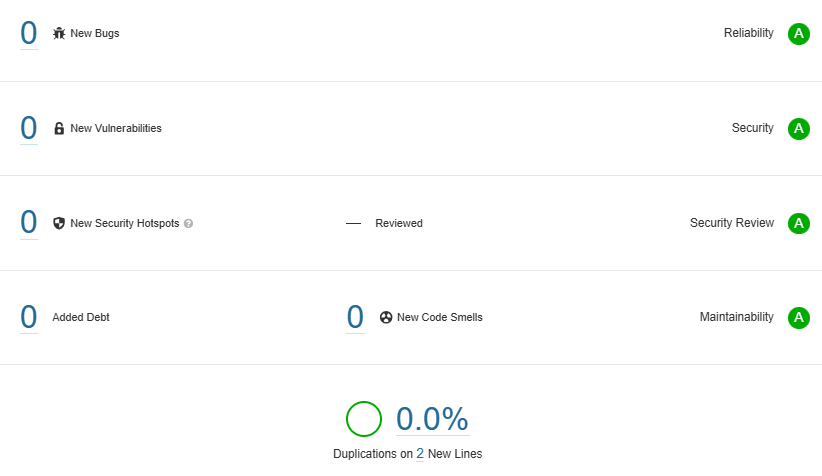 0 New Bugs Reliability A
0 New Vulnerabilities Security A
0 New Security Hotspots ? — Reviewed Security Review A
0 Added Debt 0 New Code Smells Maintainability A
0.0%
Duplications on 2 New Lines